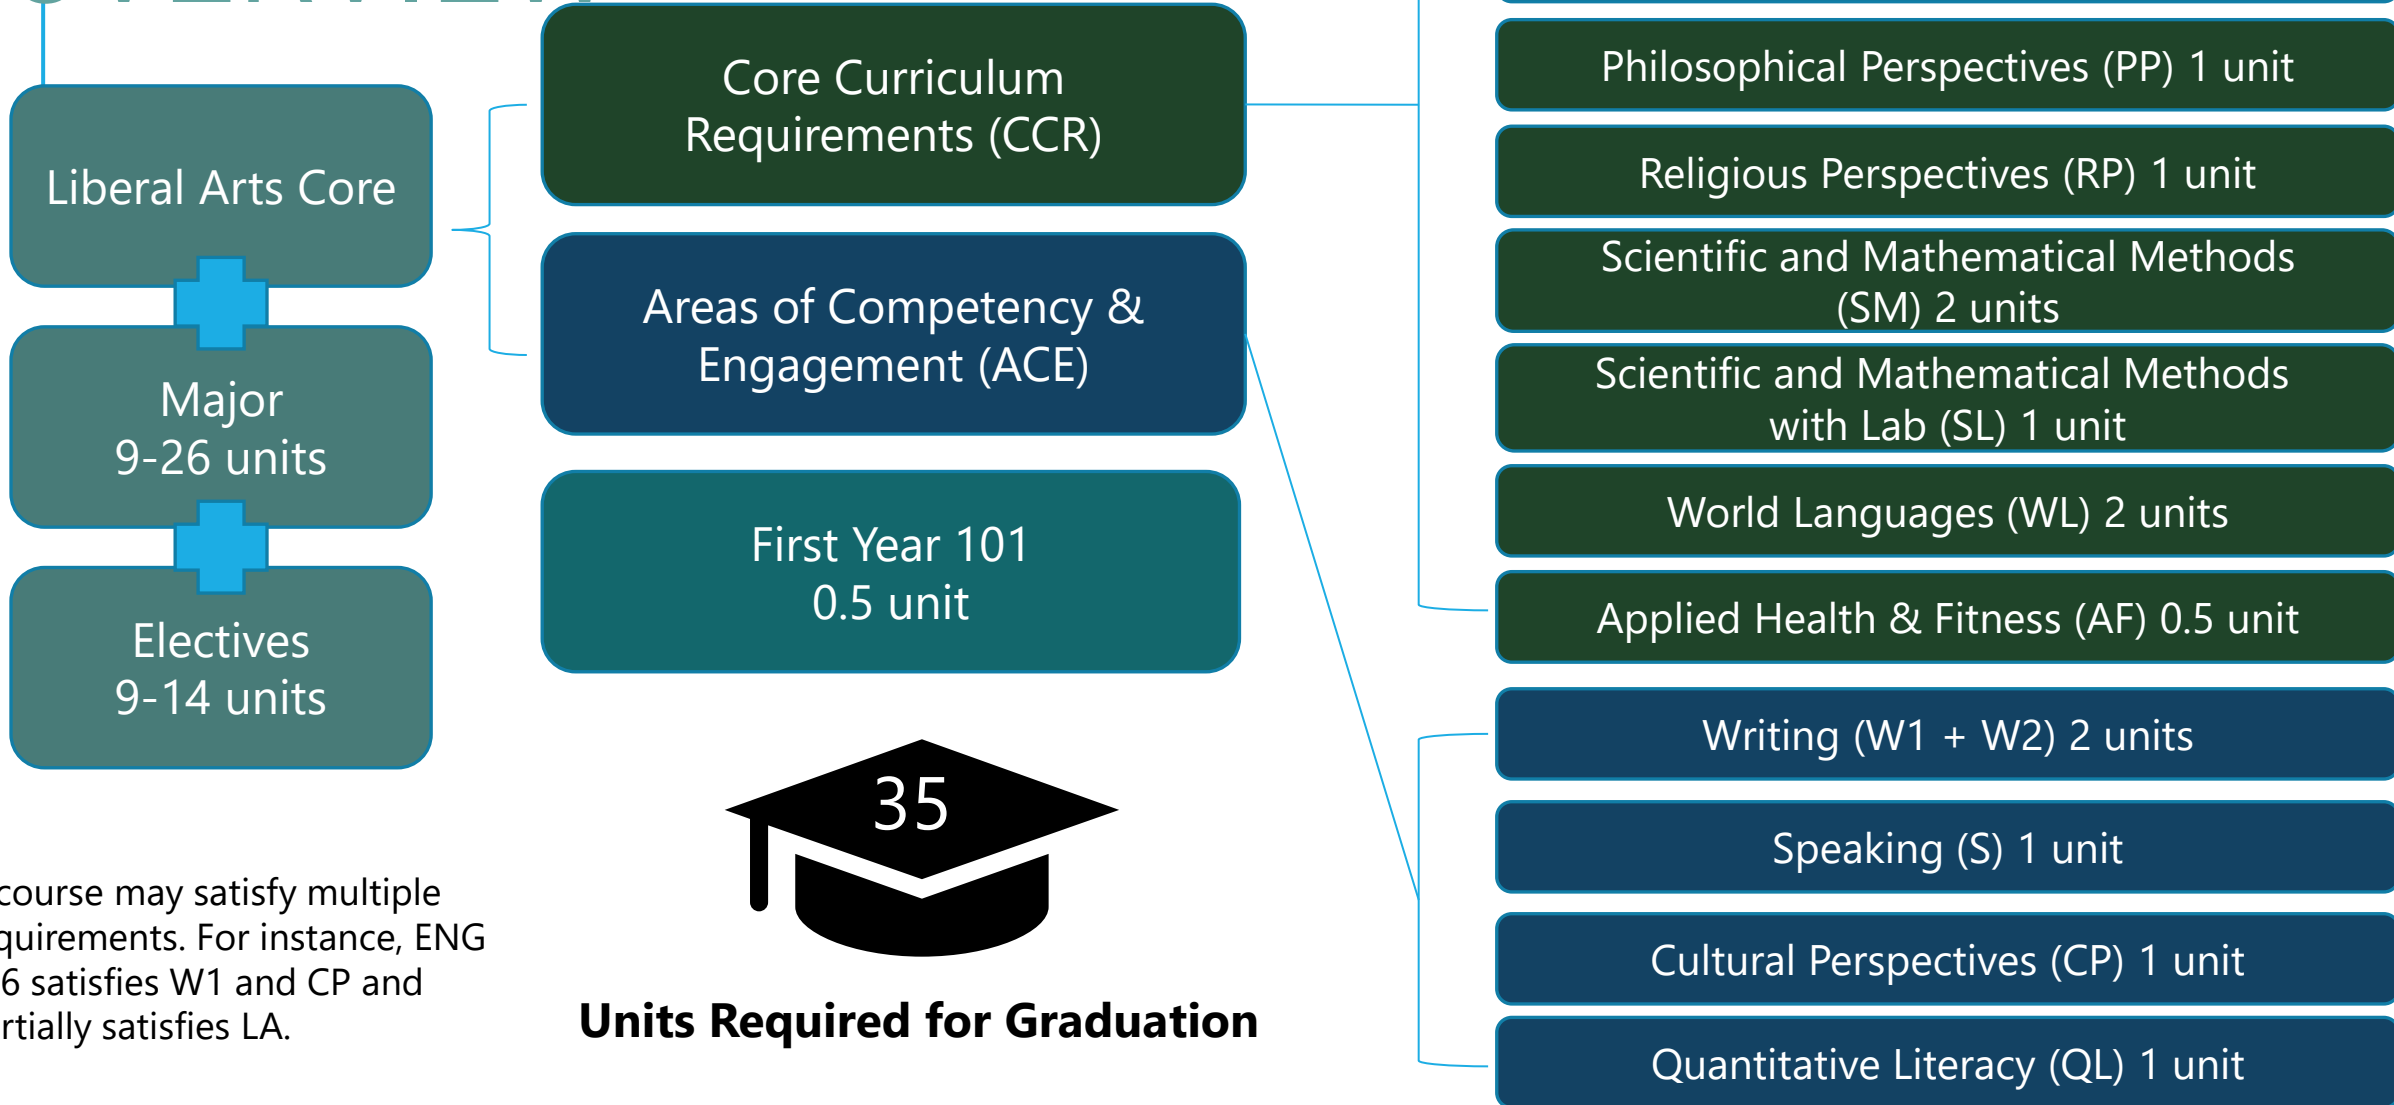 Liberal Arts Core
Major
9-26 units
Electives
9-14 units
course may satisfy multiple
requirements. For instance, ENG
6 satisfies W1 and CP and
partially satisfies LA.
Core Curriculum
Requirements (CCR)
Areas of Competency &
Engagement (ACE)
First Year 101
0.5 unit
35
Units Required for Graduation
Philosophical Perspectives (PP) 1 unit
Religious Perspectives (RP) 1 unit
Scientific and Mathematical Methods
(SM) 2 units
Scientific and Mathematical Methods
with Lab (SL) 1 unit
World Languages (WL) 2 units
Applied Health & Fitness (AF) 0.5 unit
Writing (W1 + W2) 2 units
Speaking (S) 1 unit
Cultural Perspectives (CP) 1 unit
Quantitative Literacy (QL) 1 unit